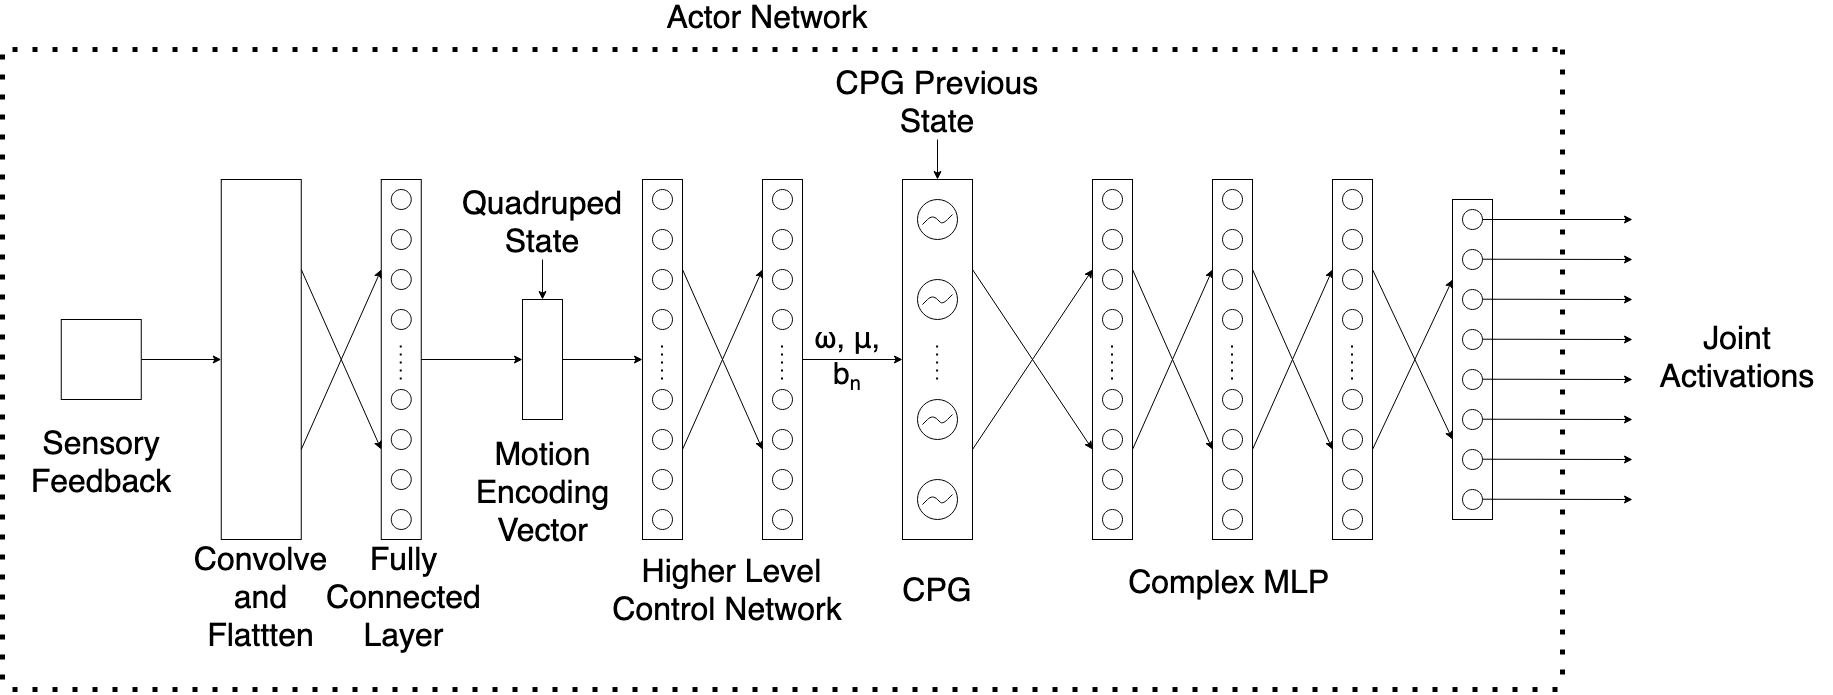 Actor Network
CPG Previous
State
Quadruped
State
ω, μ,
bn
Joint
Activations
Sensory
Feedback
Motion
Encoding
Vector
Convolve
and
Flattten
Fully
Connected
Layer
Higher Level
Control Network
CPG
Complex MLP